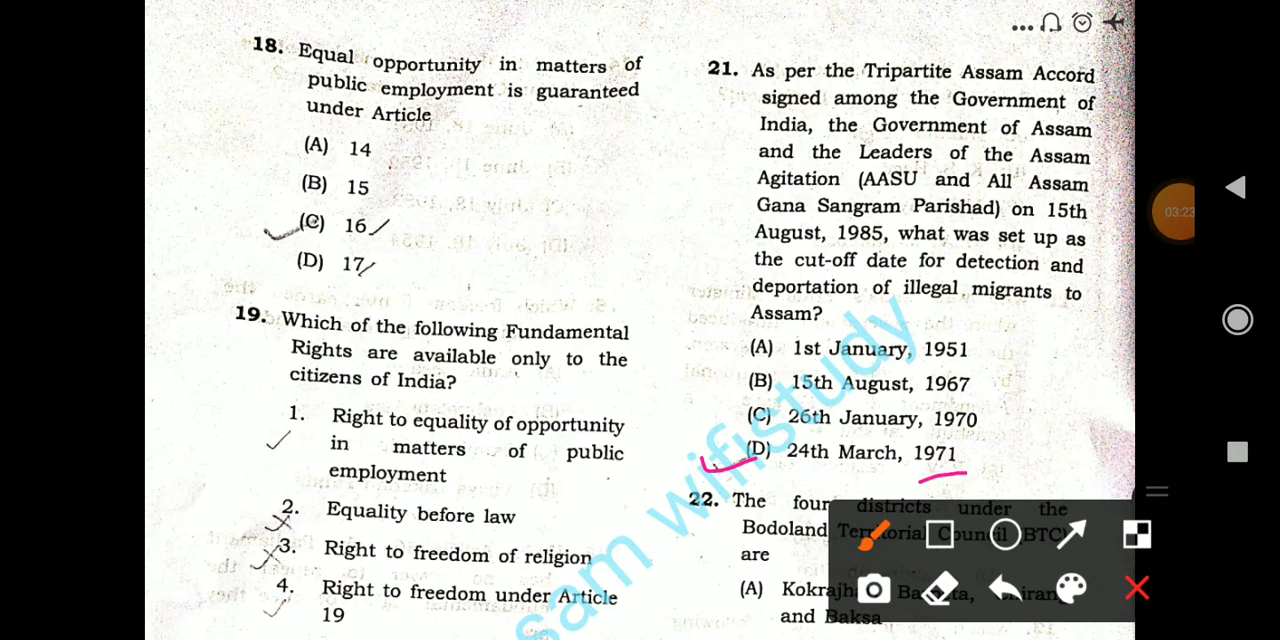 18. Equal opportunity in matters of
public employment is guaranteed
under Article
(A) 14
(B) 15
(C) 16
(D) 17
19. Which of the following Fundamental
Rights are available only to the
citizens of India?
1. Right to equality of opportunity
in matters of public
employment
2. Equality before law
3. Right to freedom of religion
4. Right to freedom under Article
19
21. As per the Tripartite Assam Accord
signed among the Government of
India, the Government of Assam
and the Leaders of the Assam
Agitation (AASU and All Assam
Gana Sangram Parishad) on 15th
August, 1985, what was set up as
the cut-off date for detection and
deportation of illegal migrants to
Assam?
(A) 1st January, 1951
(B) 15th August, 1967
(C) 26th January, 1970
(D) 24th March, 1971
22. The four districts under the
Bodoland Territorial Council (BTC)
are
(A)
and Baksa
sam wifistudy
03:23